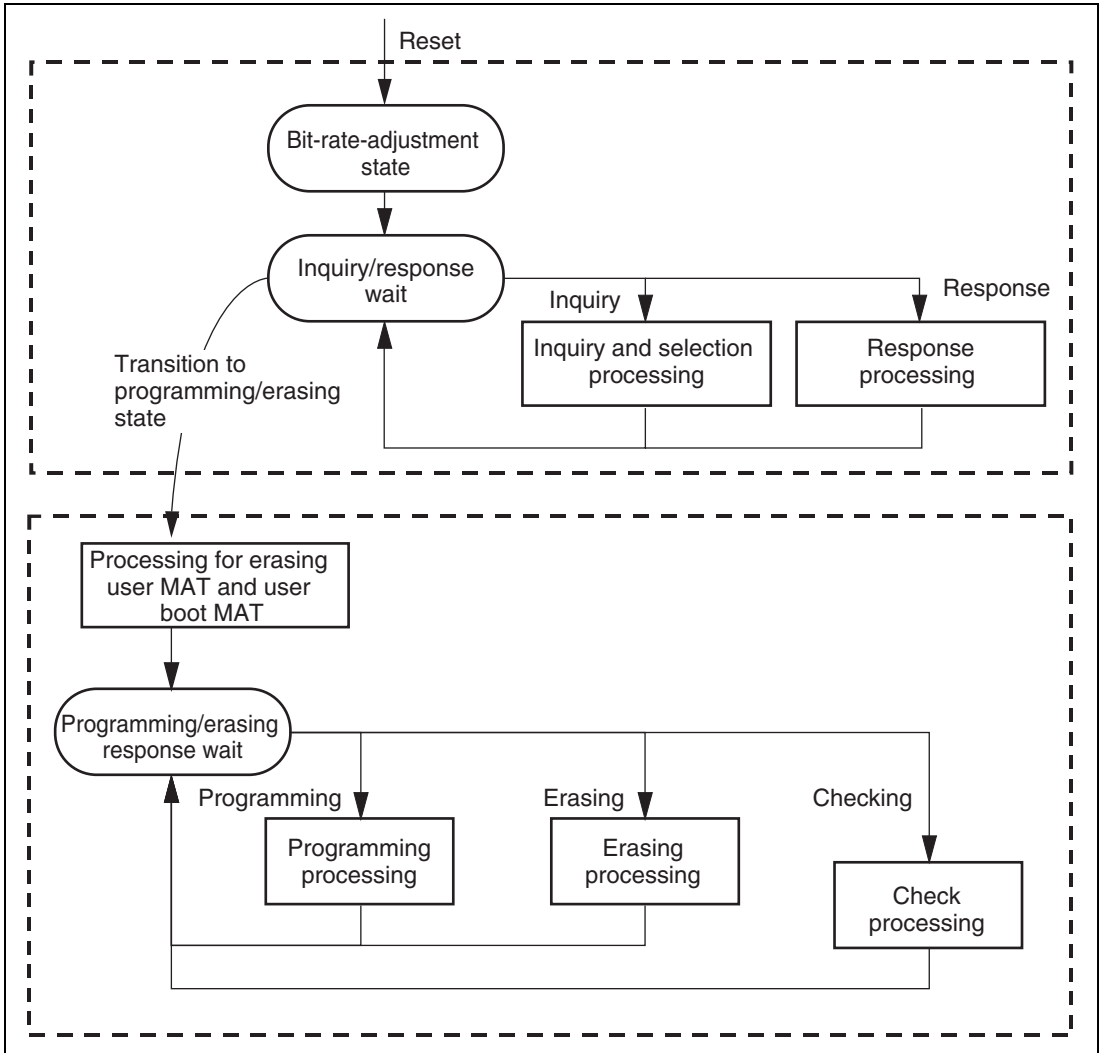 Reset
Bit-rate-adjustment
state
Inquiry/response
wait
Inquiry
Response
Inquiry and selection
processing
Response
processing
Transition to
programming/erasing
state
Processing for erasing
user MAT and user
boot MAT
Programming/erasing
response wait
Programming
Erasing
Checking
Programming
processing
Erasing
processing
Check
processing